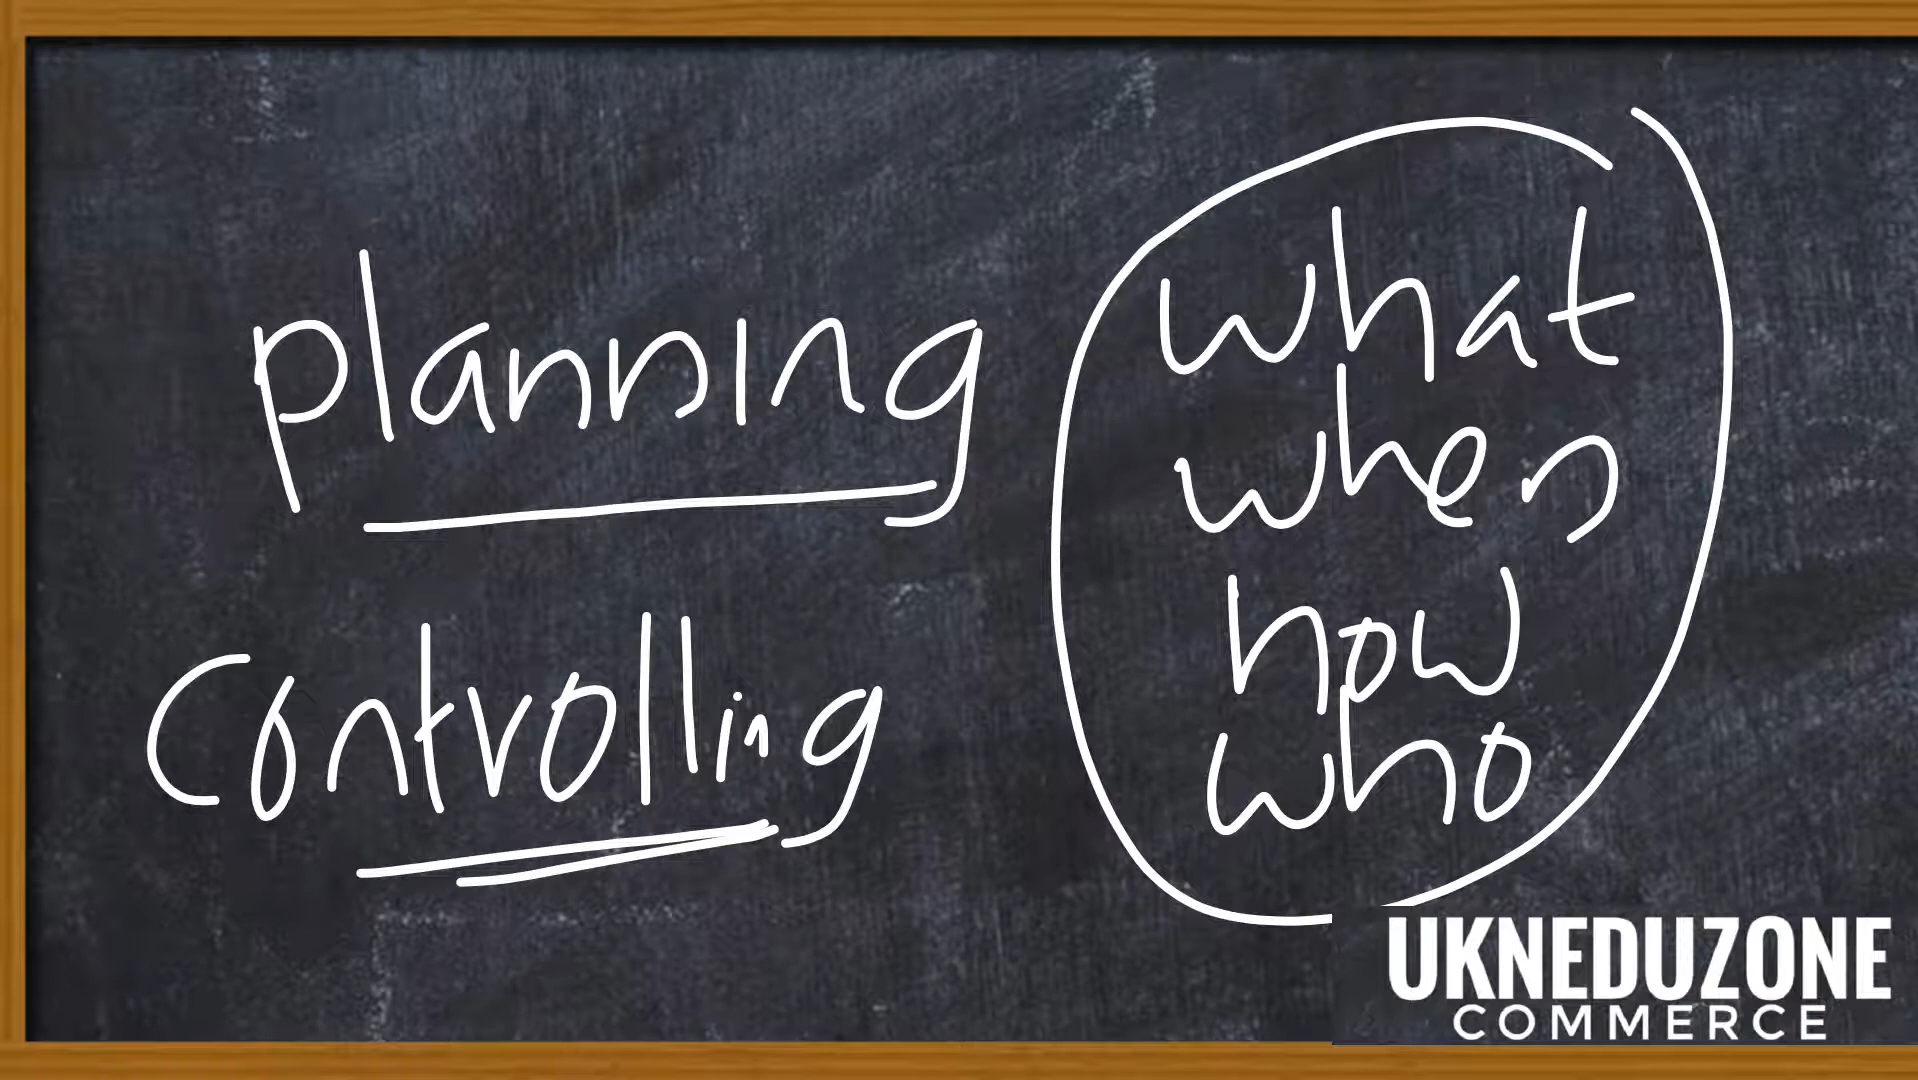 planning
controlling
what
when
how
who
UKNEDUZONE
COMMERCE